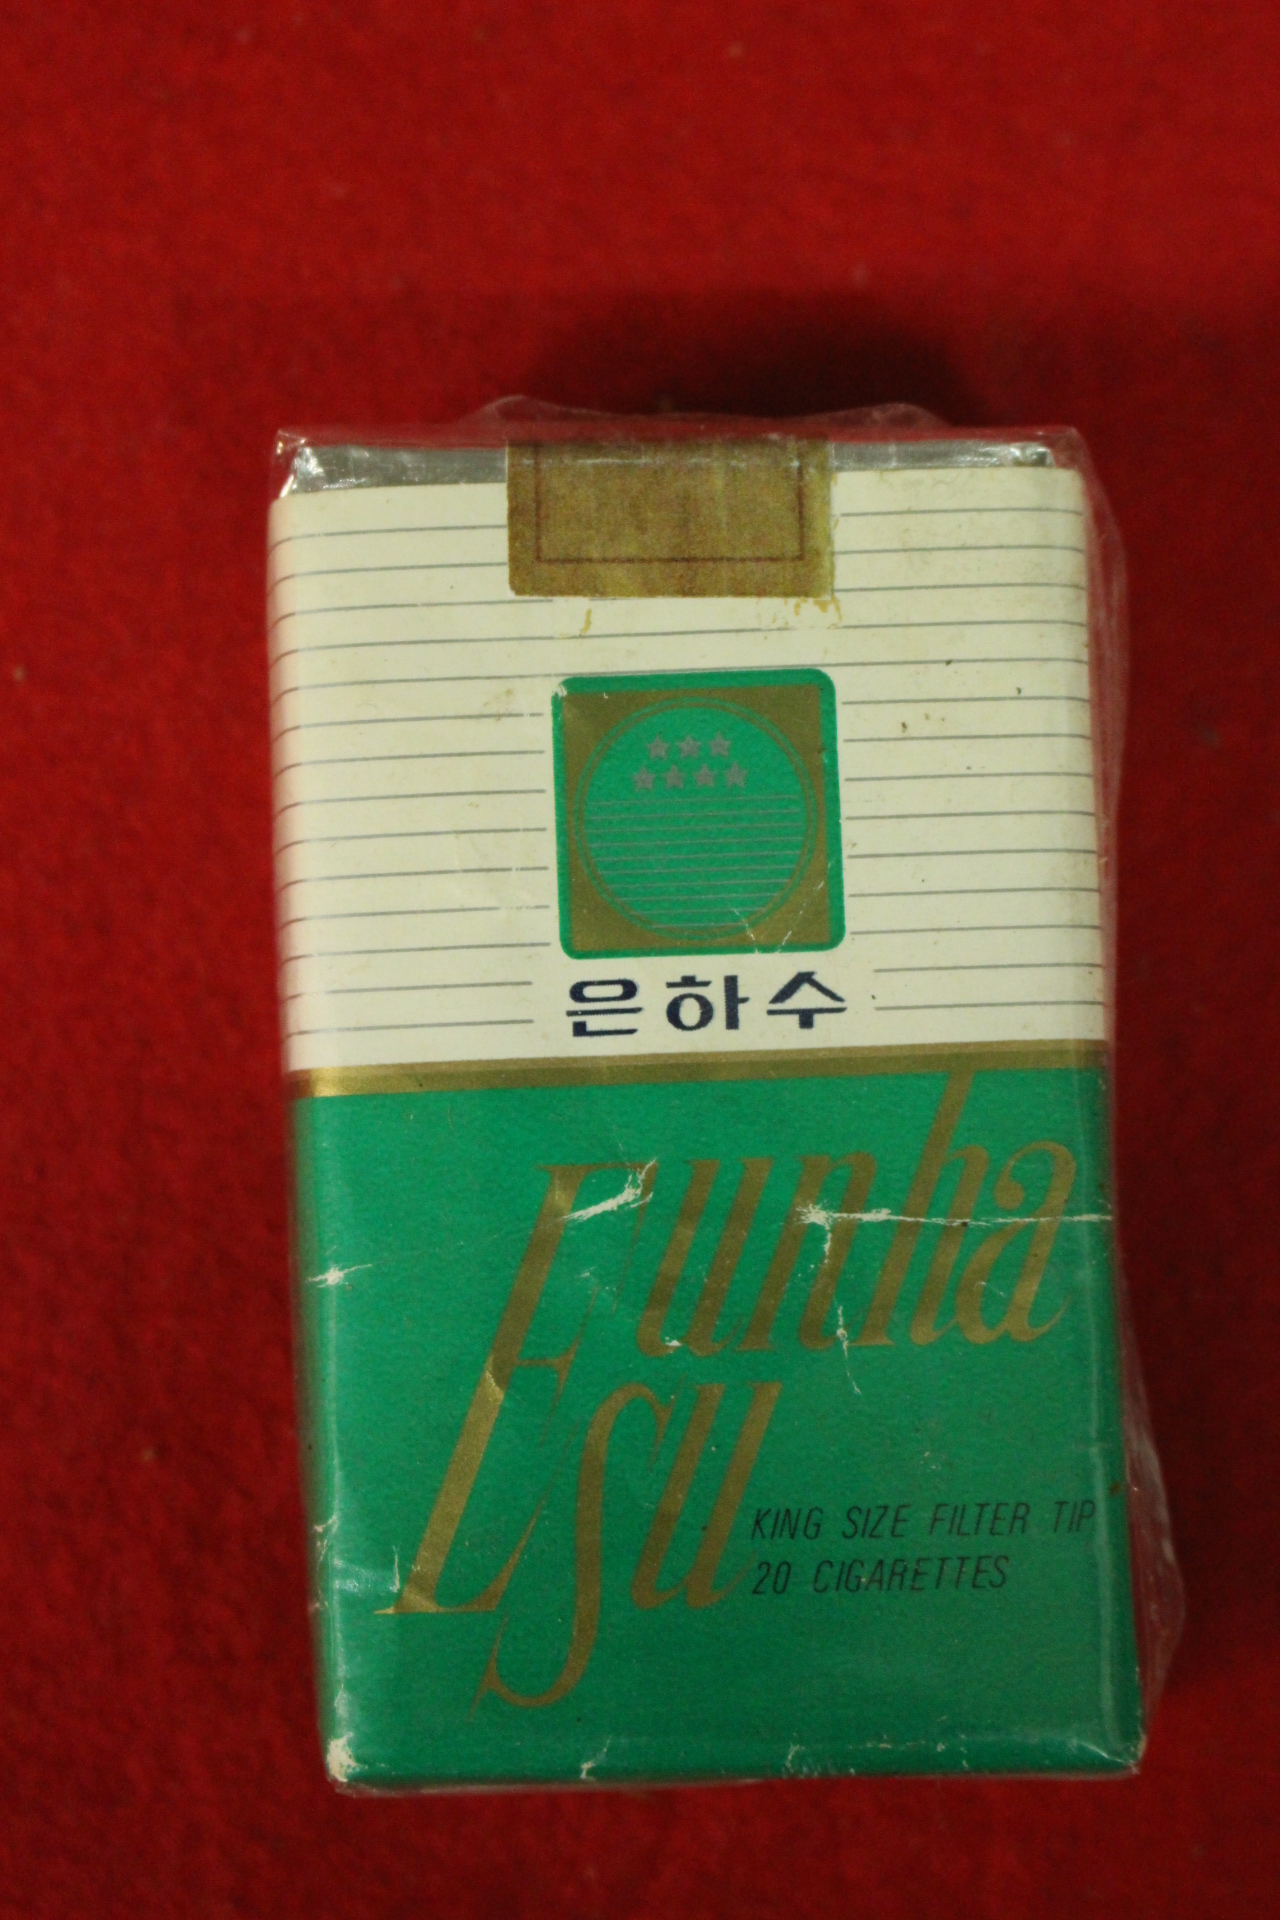 은하수
Eunha
su
KING SIZE FILTER TIP
20 CIGARETTES